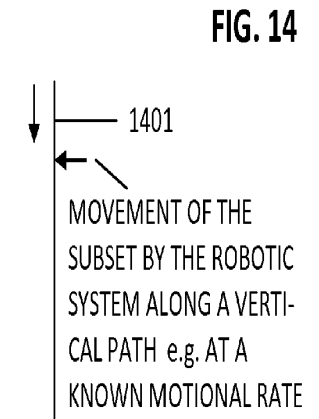 FIG. 14
1401
MOVEMENT OF THE
SUBSET BY THE ROBOTIC
SYSTEM ALONG A VERTI-
CAL PATH e.g. AT A
KNOWN MOTIONAL RATE